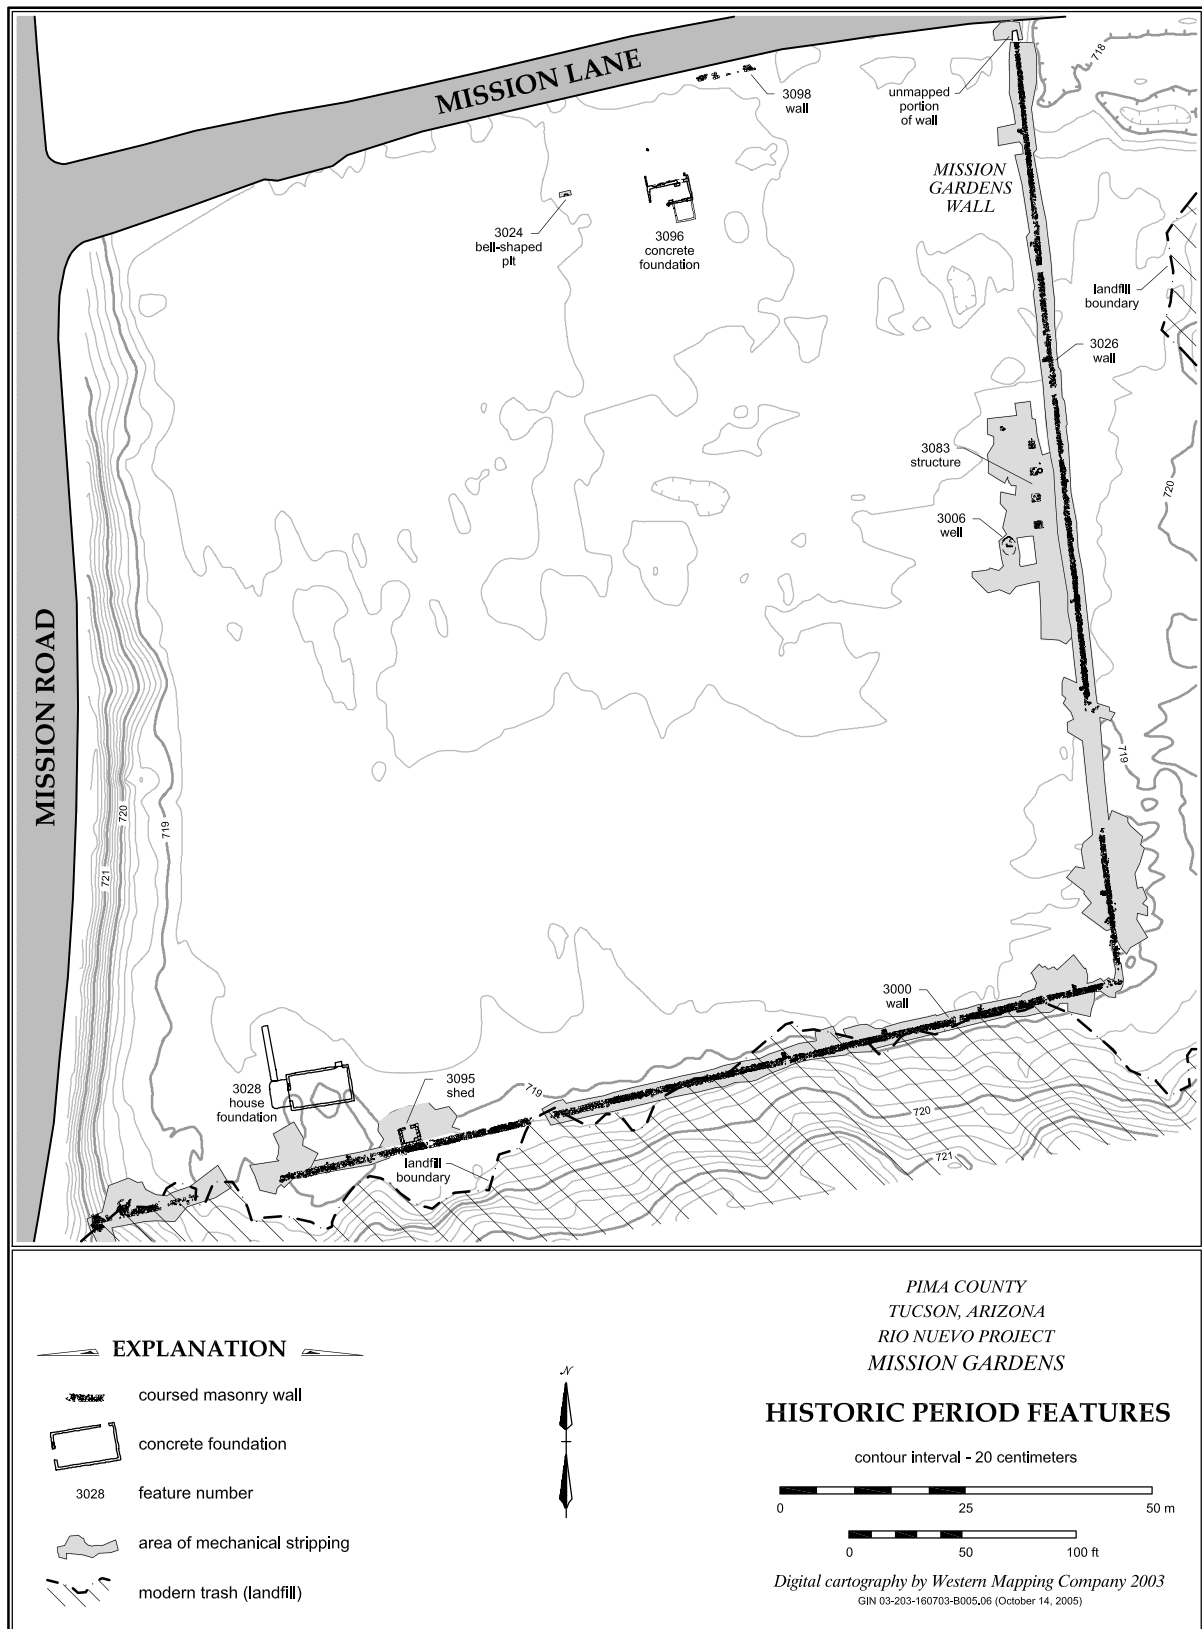 MISSION LANE
3098
wall
unmapped
portion
of wall
718
MISSION
GARDENS
WALL
3024
bell-shaped
pit
3096
concrete
foundation
landfill
boundary
3026
wall
3083
structure
720
3006
well
MISSION ROAD
719
720
719
721
3000
wall
3028
house
foundation
3095
shed
719
720
landfill
boundary
721
EXPLANATION
coursed masonry wall
concrete foundation
3028
feature number
area of mechanical stripping
modern trash (landfill)
N
PIMA COUNTY
TUCSON, ARIZONA
RIO NUEVO PROJECT
MISSION GARDENS
HISTORIC PERIOD FEATURES
contour interval - 20 centimeters
0 25 50 m
0 50 100 ft
Digital cartography by Western Mapping Company 2003
GIN 03-203-160703-B005.06 (October 14, 2005)